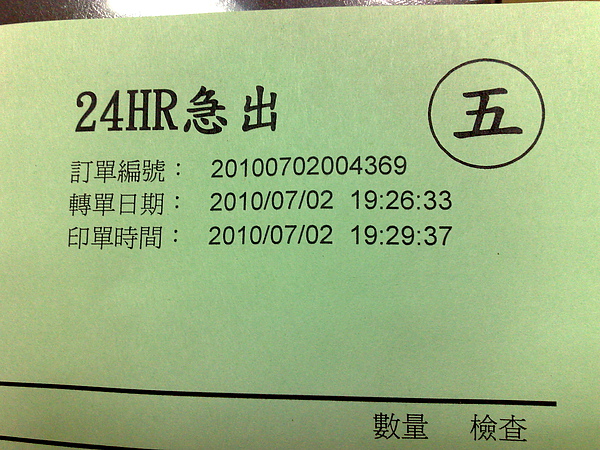 24HR急出
五
訂單編號： 20100702004369
轉單日期： 2010/07/02 19:26:33
印單時間： 2010/07/02 19:29:37
數量 檢查